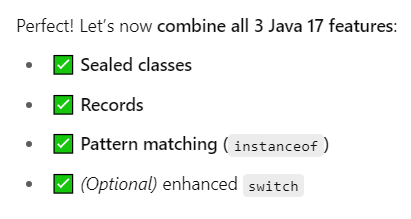 Perfect! Let’s now combine all 3 Java 17 features:
• ✅ Sealed classes
• ✅ Records
• ✅ Pattern matching (instanceof)
• ✅ (Optional) enhanced switch